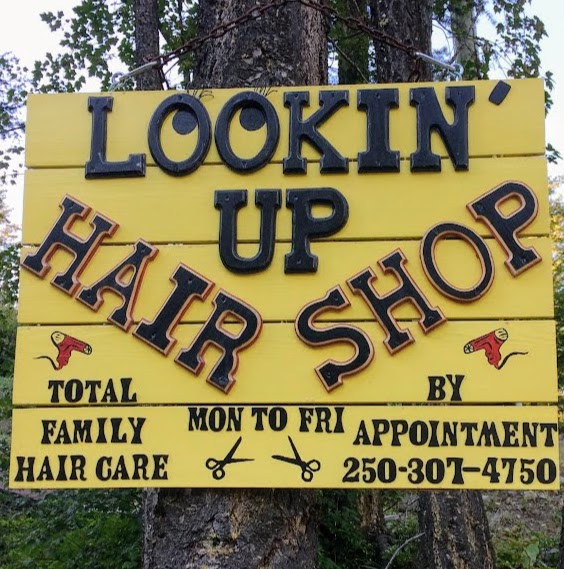 LOOKIN'
UP
HAIR SHOP
TOTAL
FAMILY
HAIR CARE
MON TO FRI
BY
APPOINTMENT
250-307-4750